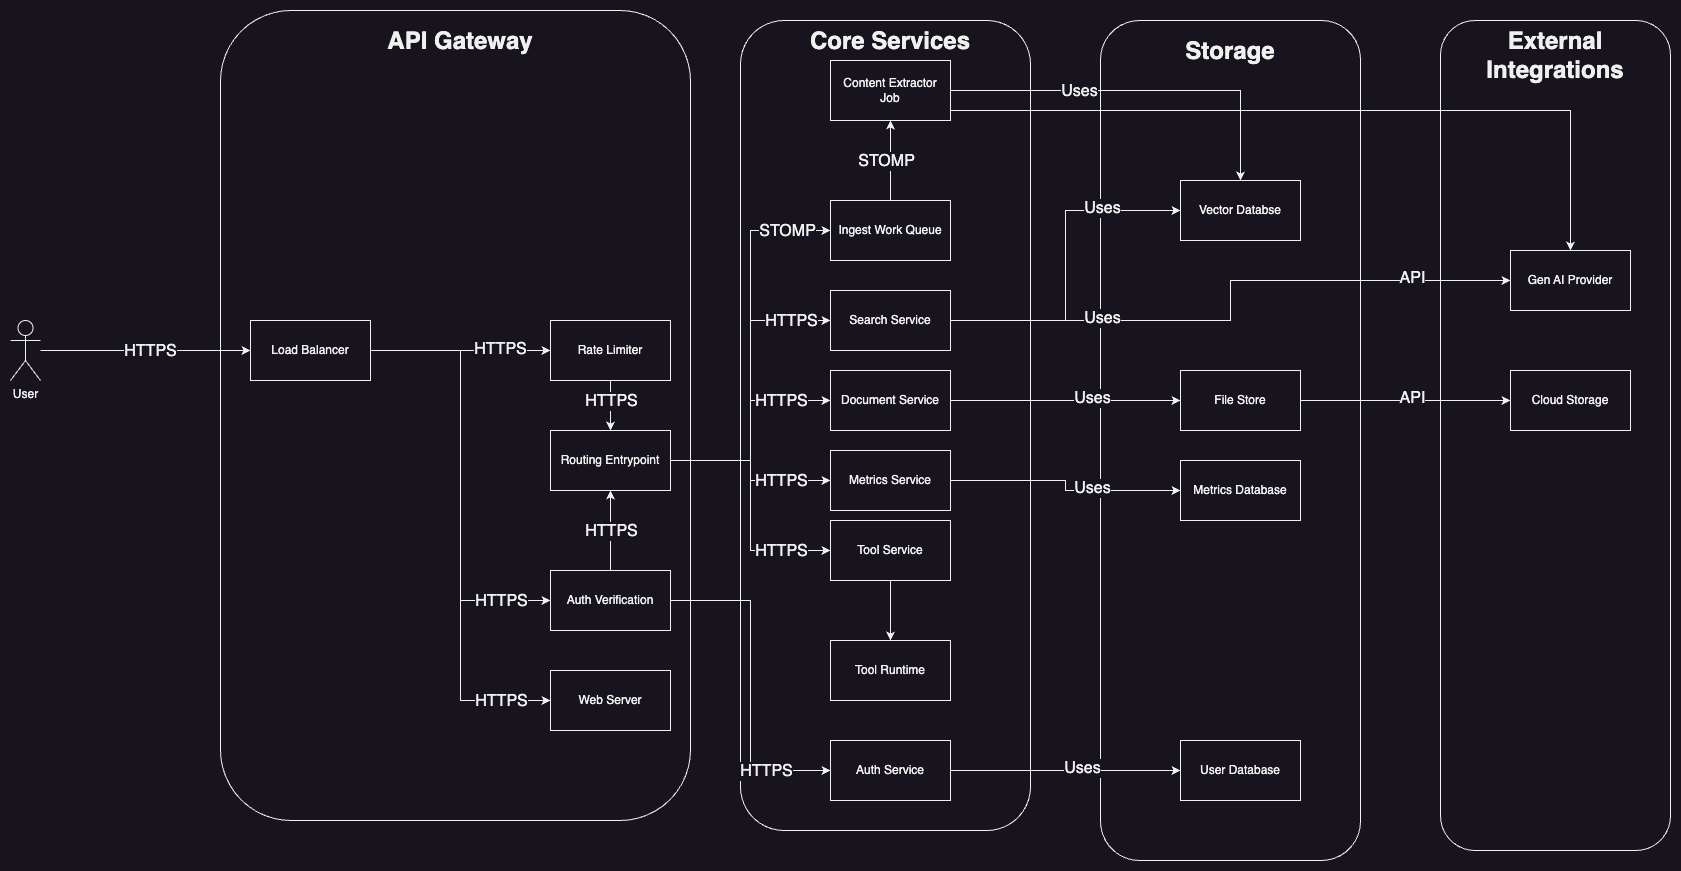 API Gateway
Core Services
Storage
External
Integrations
Content Extractor
Job
Uses
STOMP
Uses
Vector Databse
STOMP
Ingest Work Queue
API
Gen AI Provider
HTTPS
Search Service
Uses
HTTPS
Load Balancer
HTTPS
Rate Limiter
User
HTTPS
HTTPS
Document Service
Uses
File Store
API
Cloud Storage
Routing Entrypoint
HTTPS
Metrics Service
Uses
Metrics Database
HTTPS
HTTPS
Tool Service
HTTPS
Auth Verification
Tool Runtime
HTTPS
Web Server
HTTPS
Auth Service
Uses
User Database